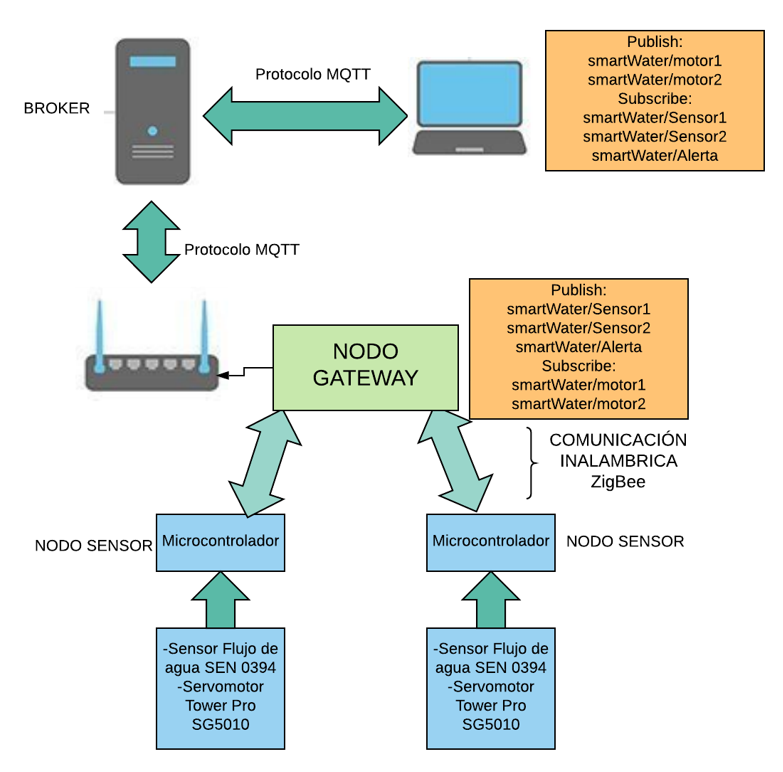 Publish:
smartWater/motor1
smartWater/motor2
Subscribe:
smartWater/Sensor1
smartWater/Sensor2
smartWater/Alerta
Protocolo MQTT
BROKER
Protocolo MQTT
Publish:
smartWater/Sensor1
smartWater/Sensor2
smartWater/Alerta
Subscribe:
smartWater/motor1
smartWater/motor2
NODO
GATEWAY
COMUNICACIÓN
INALAMBRICA
ZigBee
NODO SENSOR
Microcontrolador
Microcontrolador
NODO SENSOR
-Sensor Flujo de
agua SEN 0394
-Servomotor
Tower Pro
SG5010
-Sensor Flujo de
agua SEN 0394
-Servomotor
Tower Pro
SG5010